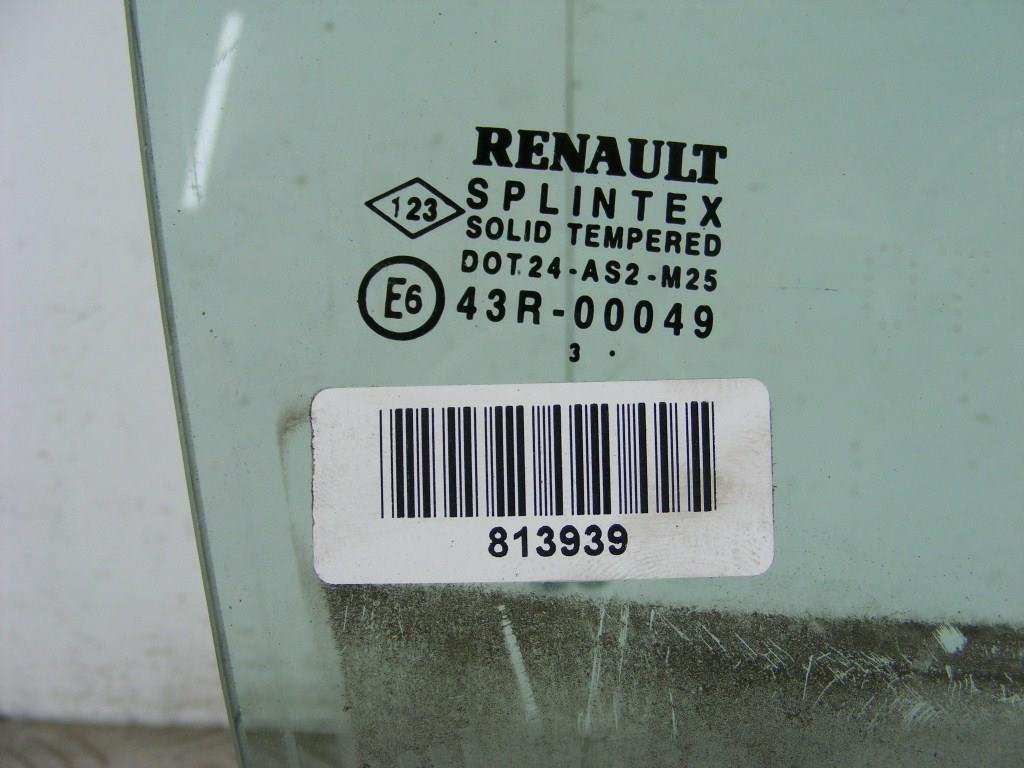 RENAULT
123 SPLINTEX
SOLID TEMPERED
DOT.24-AS2-M25
E6 43R-00049
3 .
813939